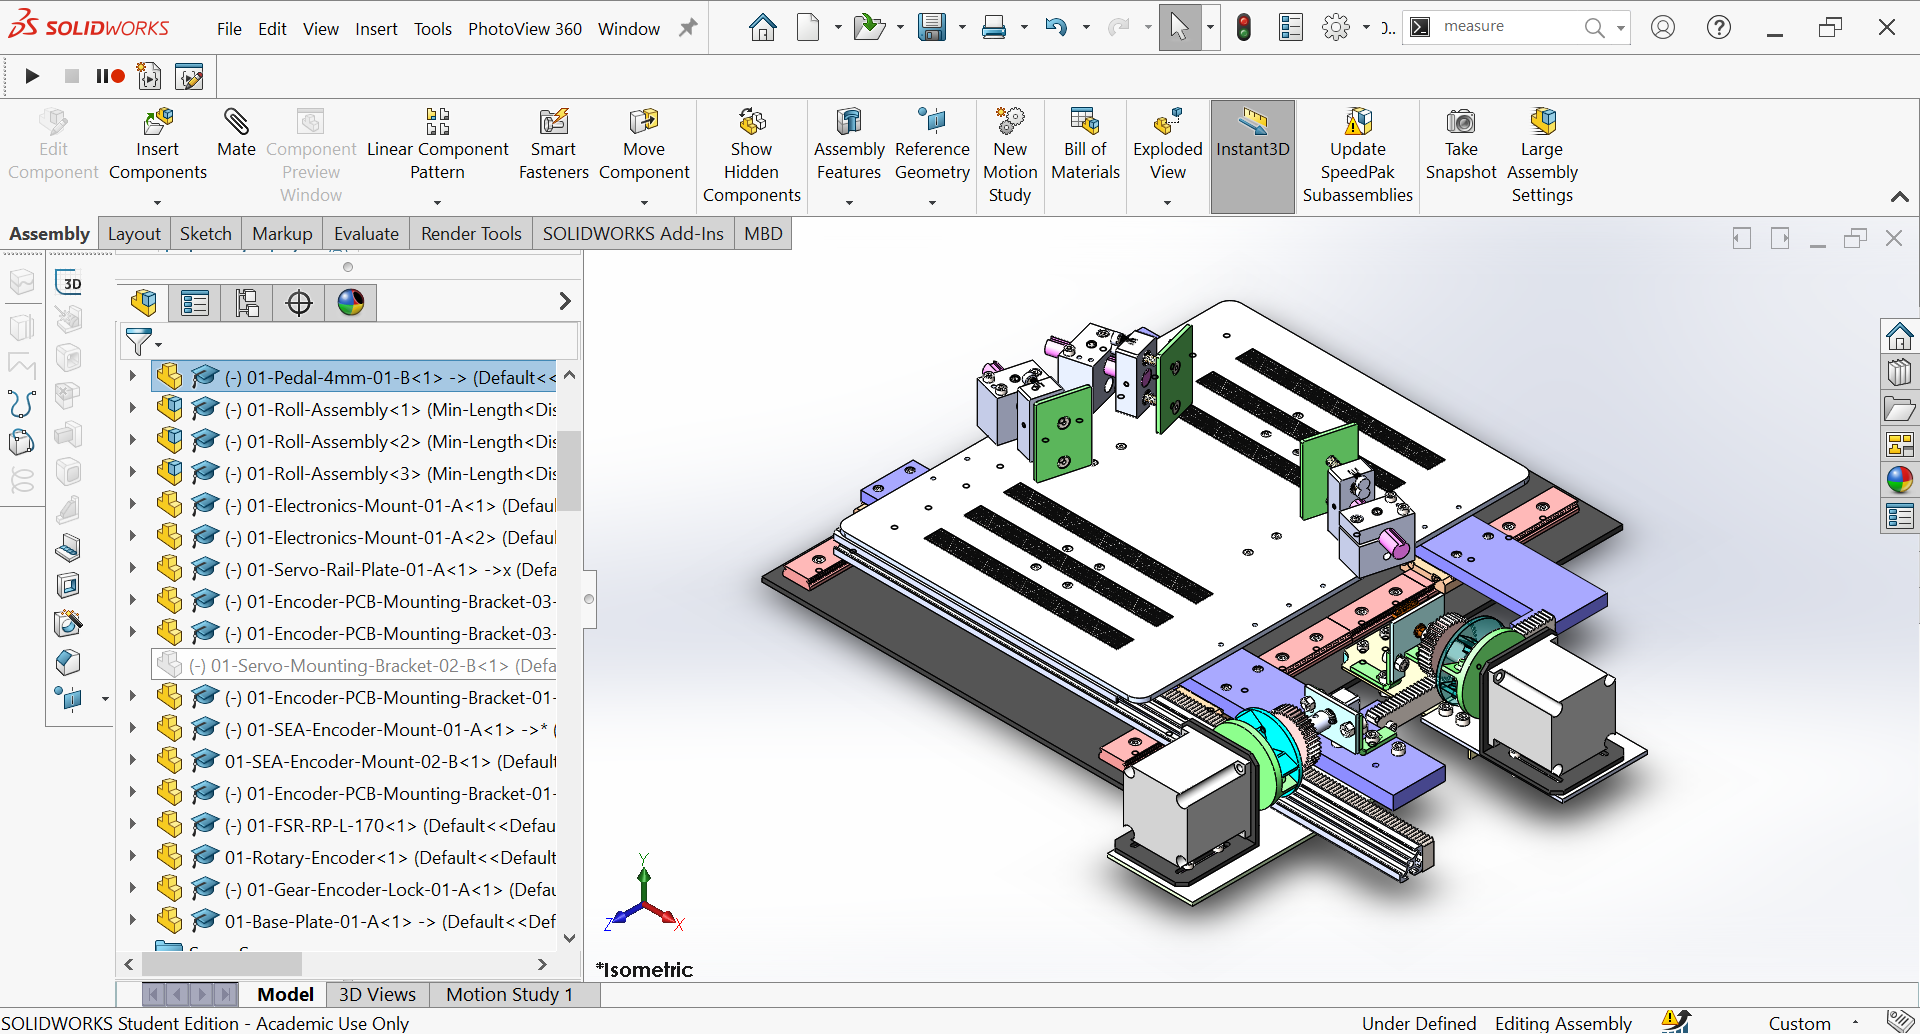 SOLIDWORKS
File Edit View Insert Tools PhotoView 360 Window
measure
Edit Component
Insert Components
Mate
Component Preview Window
Linear Component Pattern
Smart Fasteners
Move Component
Show Hidden Components
Assembly Features
Reference Geometry
New Motion Study
Bill of Materials
Exploded View
Instant3D
Update SpeedPak Subassemblies
Take Snapshot
Large Assembly Settings
Assembly Layout Sketch Markup Evaluate Render Tools SOLIDWORKS Add-Ins MBD
3D
(-) 01-Pedal-4mm-01-B<1> -> (Default<<
(-) 01-Roll-Assembly<1> (Min-Length<Dis
(-) 01-Roll-Assembly<2> (Min-Length<Dis
(-) 01-Roll-Assembly<3> (Min-Length<Dis
(-) 01-Electronics-Mount-01-A<1> (Defaul
(-) 01-Electronics-Mount-01-A<2> (Defaul
(-) 01-Servo-Rail-Plate-01-A<1> ->x (Defa
(-) 01-Encoder-PCB-Mounting-Bracket-03-
(-) 01-Encoder-PCB-Mounting-Bracket-03-
(-) 01-Servo-Mounting-Bracket-02-B<1> (Defa
(-) 01-Encoder-PCB-Mounting-Bracket-01-
(-) 01-SEA-Encoder-Mount-01-A<1> ->* (
01-SEA-Encoder-Mount-02-B<1> (Default
(-) 01-Encoder-PCB-Mounting-Bracket-01-
(-) 01-FSR-RP-L-170<1> (Default<<Defau
01-Rotary-Encoder<1> (Default<<Default
(-) 01-Gear-Encoder-Lock-01-A<1> (Defau
01-Base-Plate-01-A<1> -> (Default<<Def
Y
Z
X
*Isometric
Model 3D Views Motion Study 1
SOLIDWORKS Student Edition - Academic Use Only
Under Defined Editing Assembly Custom